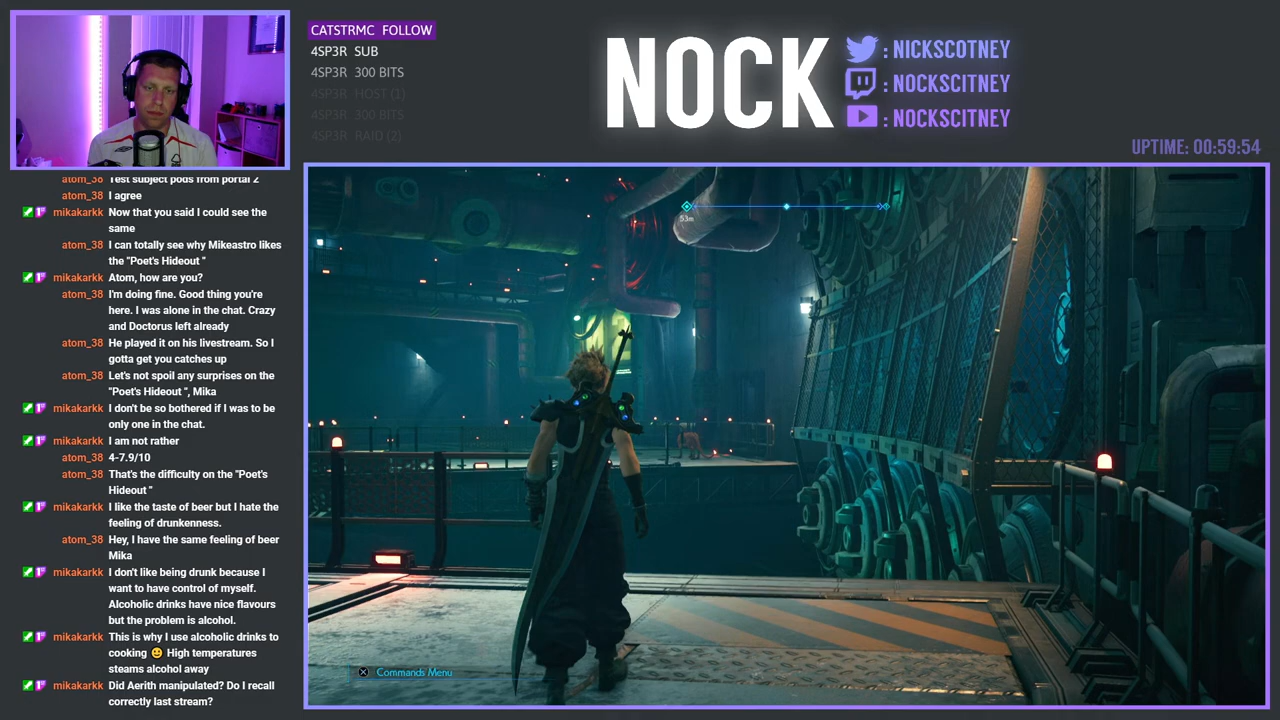 CATSTRMC FOLLOW
4SP3R SUB
4SP3R 300 BITS
4SP3R HOST (1)
4SP3R 300 BITS
4SP3R RAID (2)
NOCK
: NICKSCOTNEY
: NOCKSCITNEY
: NOCKSCITNEY
UPTIME: 00:59:54
atom_38 Test subject pods from portal 2
atom_38 I agree
mikakarkk Now that you said I could see the
same
atom_38 I can totally see why Mikeastro likes
the "Poet's Hideout "
mikakarkk Atom, how are you?
atom_38 I'm doing fine. Good thing you're
here. I was alone in the chat. Crazy
and Doctorus left already
atom_38 He played it on his livestream. So I
gotta get you catches up
atom_38 Let's not spoil any surprises on the
"Poet's Hideout ", Mika
mikakarkk I don't be so bothered if I was to be
only one in the chat.
mikakarkk I am not rather
atom_38 4-7.9/10
atom_38 That's the difficulty on the "Poet's
Hideout "
mikakarkk I like the taste of beer but I hate the
feeling of drunkenness.
atom_38 Hey, I have the same feeling of beer
Mika
mikakarkk I don't like being drunk because I
want to have control of myself.
Alcoholic drinks have nice flavours
but the problem is alcohol.
mikakarkk This is why I use alcoholic drinks to
cooking 😀 High temperatures
steams alcohol away
mikakarkk Did Aerith manipulated? Do I recall
correctly last stream?
53m
Commands Menu